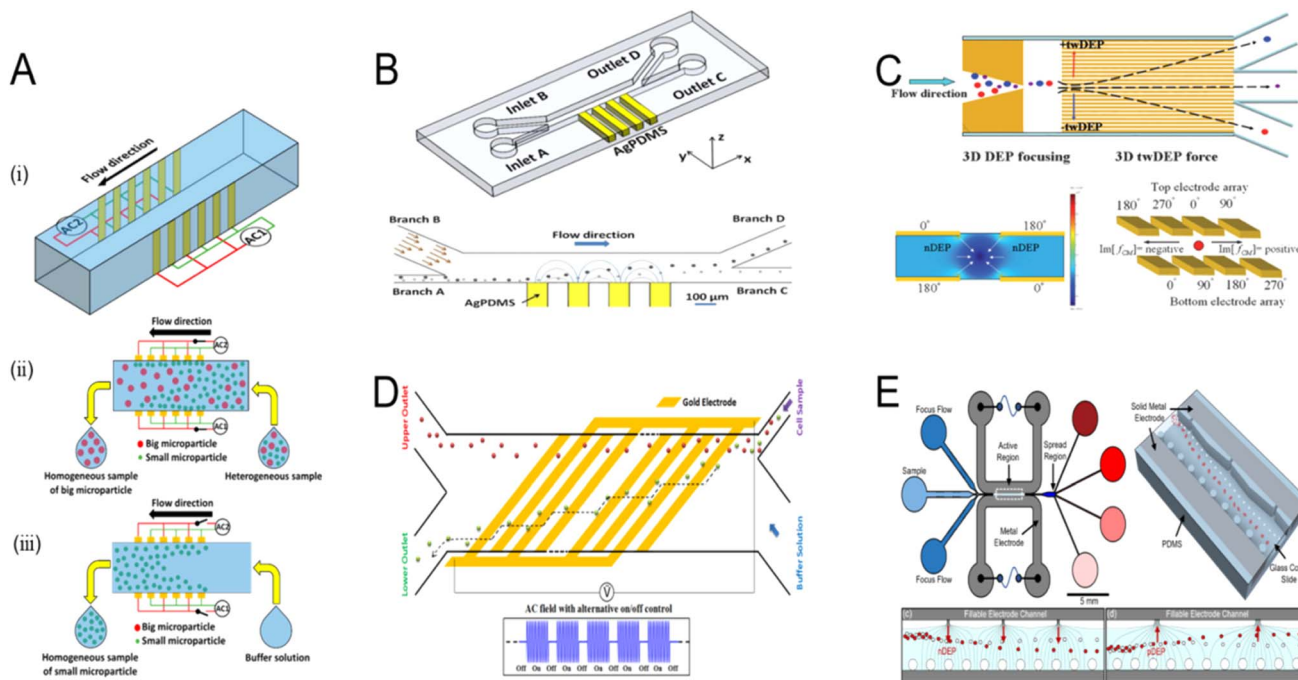 A
(i)
Flow direction
AC2
AC1
(ii)
Flow direction
AC2
AC1
Big microparticle
Small microparticle
Homogeneous sample
of big microparticle
Heterogeneous sample
(iii)
Flow direction
AC2
AC1
Big microparticle
Small microparticle
Homogeneous sample
of small microparticle
Buffer solution
B
Inlet B
Inlet A
Outlet D
Outlet C
AgPDMS
z
y
x
Branch B
Flow direction
Branch D
Branch A
AgPDMS
100 µm
Branch C
C
Flow direction
+twDEP
-twDEP
3D DEP focusing
3D twDEP force
0°
180°
nDEP
nDEP
180°
0°
Top electrode array
180°
270°
0°
90°
Im[fCM]= negative
Im[fCM]= positive
0°
90°
180°
270°
Bottom electrode array
D
Gold Electrode
Upper Outlet
Cell Sample
Lower Outlet
Buffer Solution
V
AC field with alternative on/off control
Off On Off On Off On Off On Off On Off
E
Focus Flow
Sample
Focus Flow
Active
Region
Spread
Region
Metal
Electrode
5 mm
Solid Metal
Electrode
PDMS
Glass Co
Slide
(c)
Fillable Electrode Channel
nDEP
(d)
Fillable Electrode Channel
pDEP